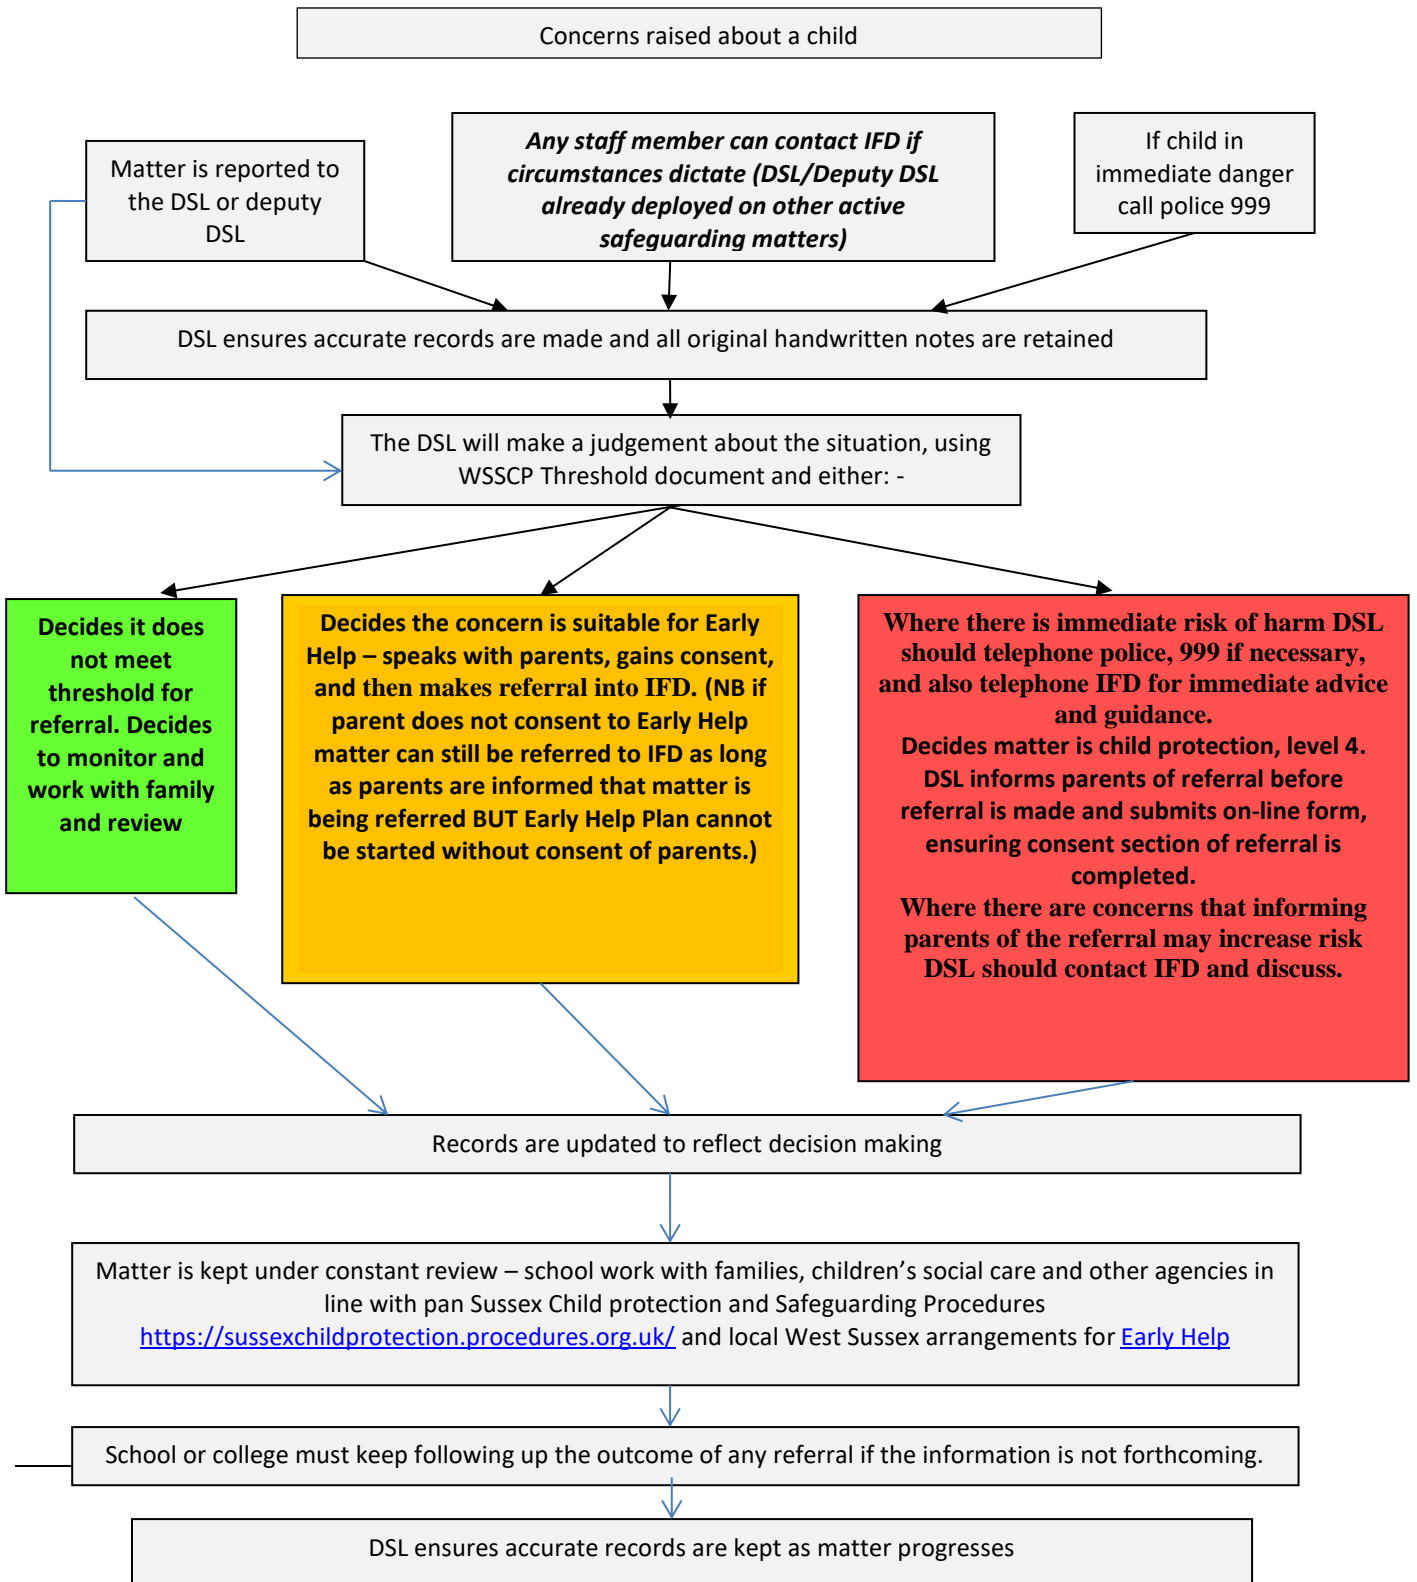 Concerns raised about a child
Matter is reported to
the DSL or deputy
DSL
Any staff member can contact IFD if
circumstances dictate (DSL/Deputy DSL
already deployed on other active
safeguarding matters)
If child in
immediate danger
call police 999
DSL ensures accurate records are made and all original handwritten notes are retained
The DSL will make a judgement about the situation, using
WSSCP Threshold document and either: -
Decides it does
not meet
threshold for
referral. Decides
to monitor and
work with family
and review
Decides the concern is suitable for Early
Help – speaks with parents, gains consent,
and then makes referral into IFD. (NB if
parent does not consent to Early Help
matter can still be referred to IFD as long
as parents are informed that matter is
being referred BUT Early Help Plan cannot
be started without consent of parents.)
Where there is immediate risk of harm DSL
should telephone police, 999 if necessary,
and also telephone IFD for immediate advice
and guidance.
Decides matter is child protection, level 4.
DSL informs parents of referral before
referral is made and submits on-line form,
ensuring consent section of referral is
completed.
Where there are concerns that informing
parents of the referral may increase risk
DSL should contact IFD and discuss.
Records are updated to reflect decision making
Matter is kept under constant review – school work with families, children’s social care and other agencies in
line with pan Sussex Child protection and Safeguarding Procedures
https://sussexchildprotection.procedures.org.uk/ and local West Sussex arrangements for Early Help
School or college must keep following up the outcome of any referral if the information is not forthcoming.
DSL ensures accurate records are kept as matter progresses